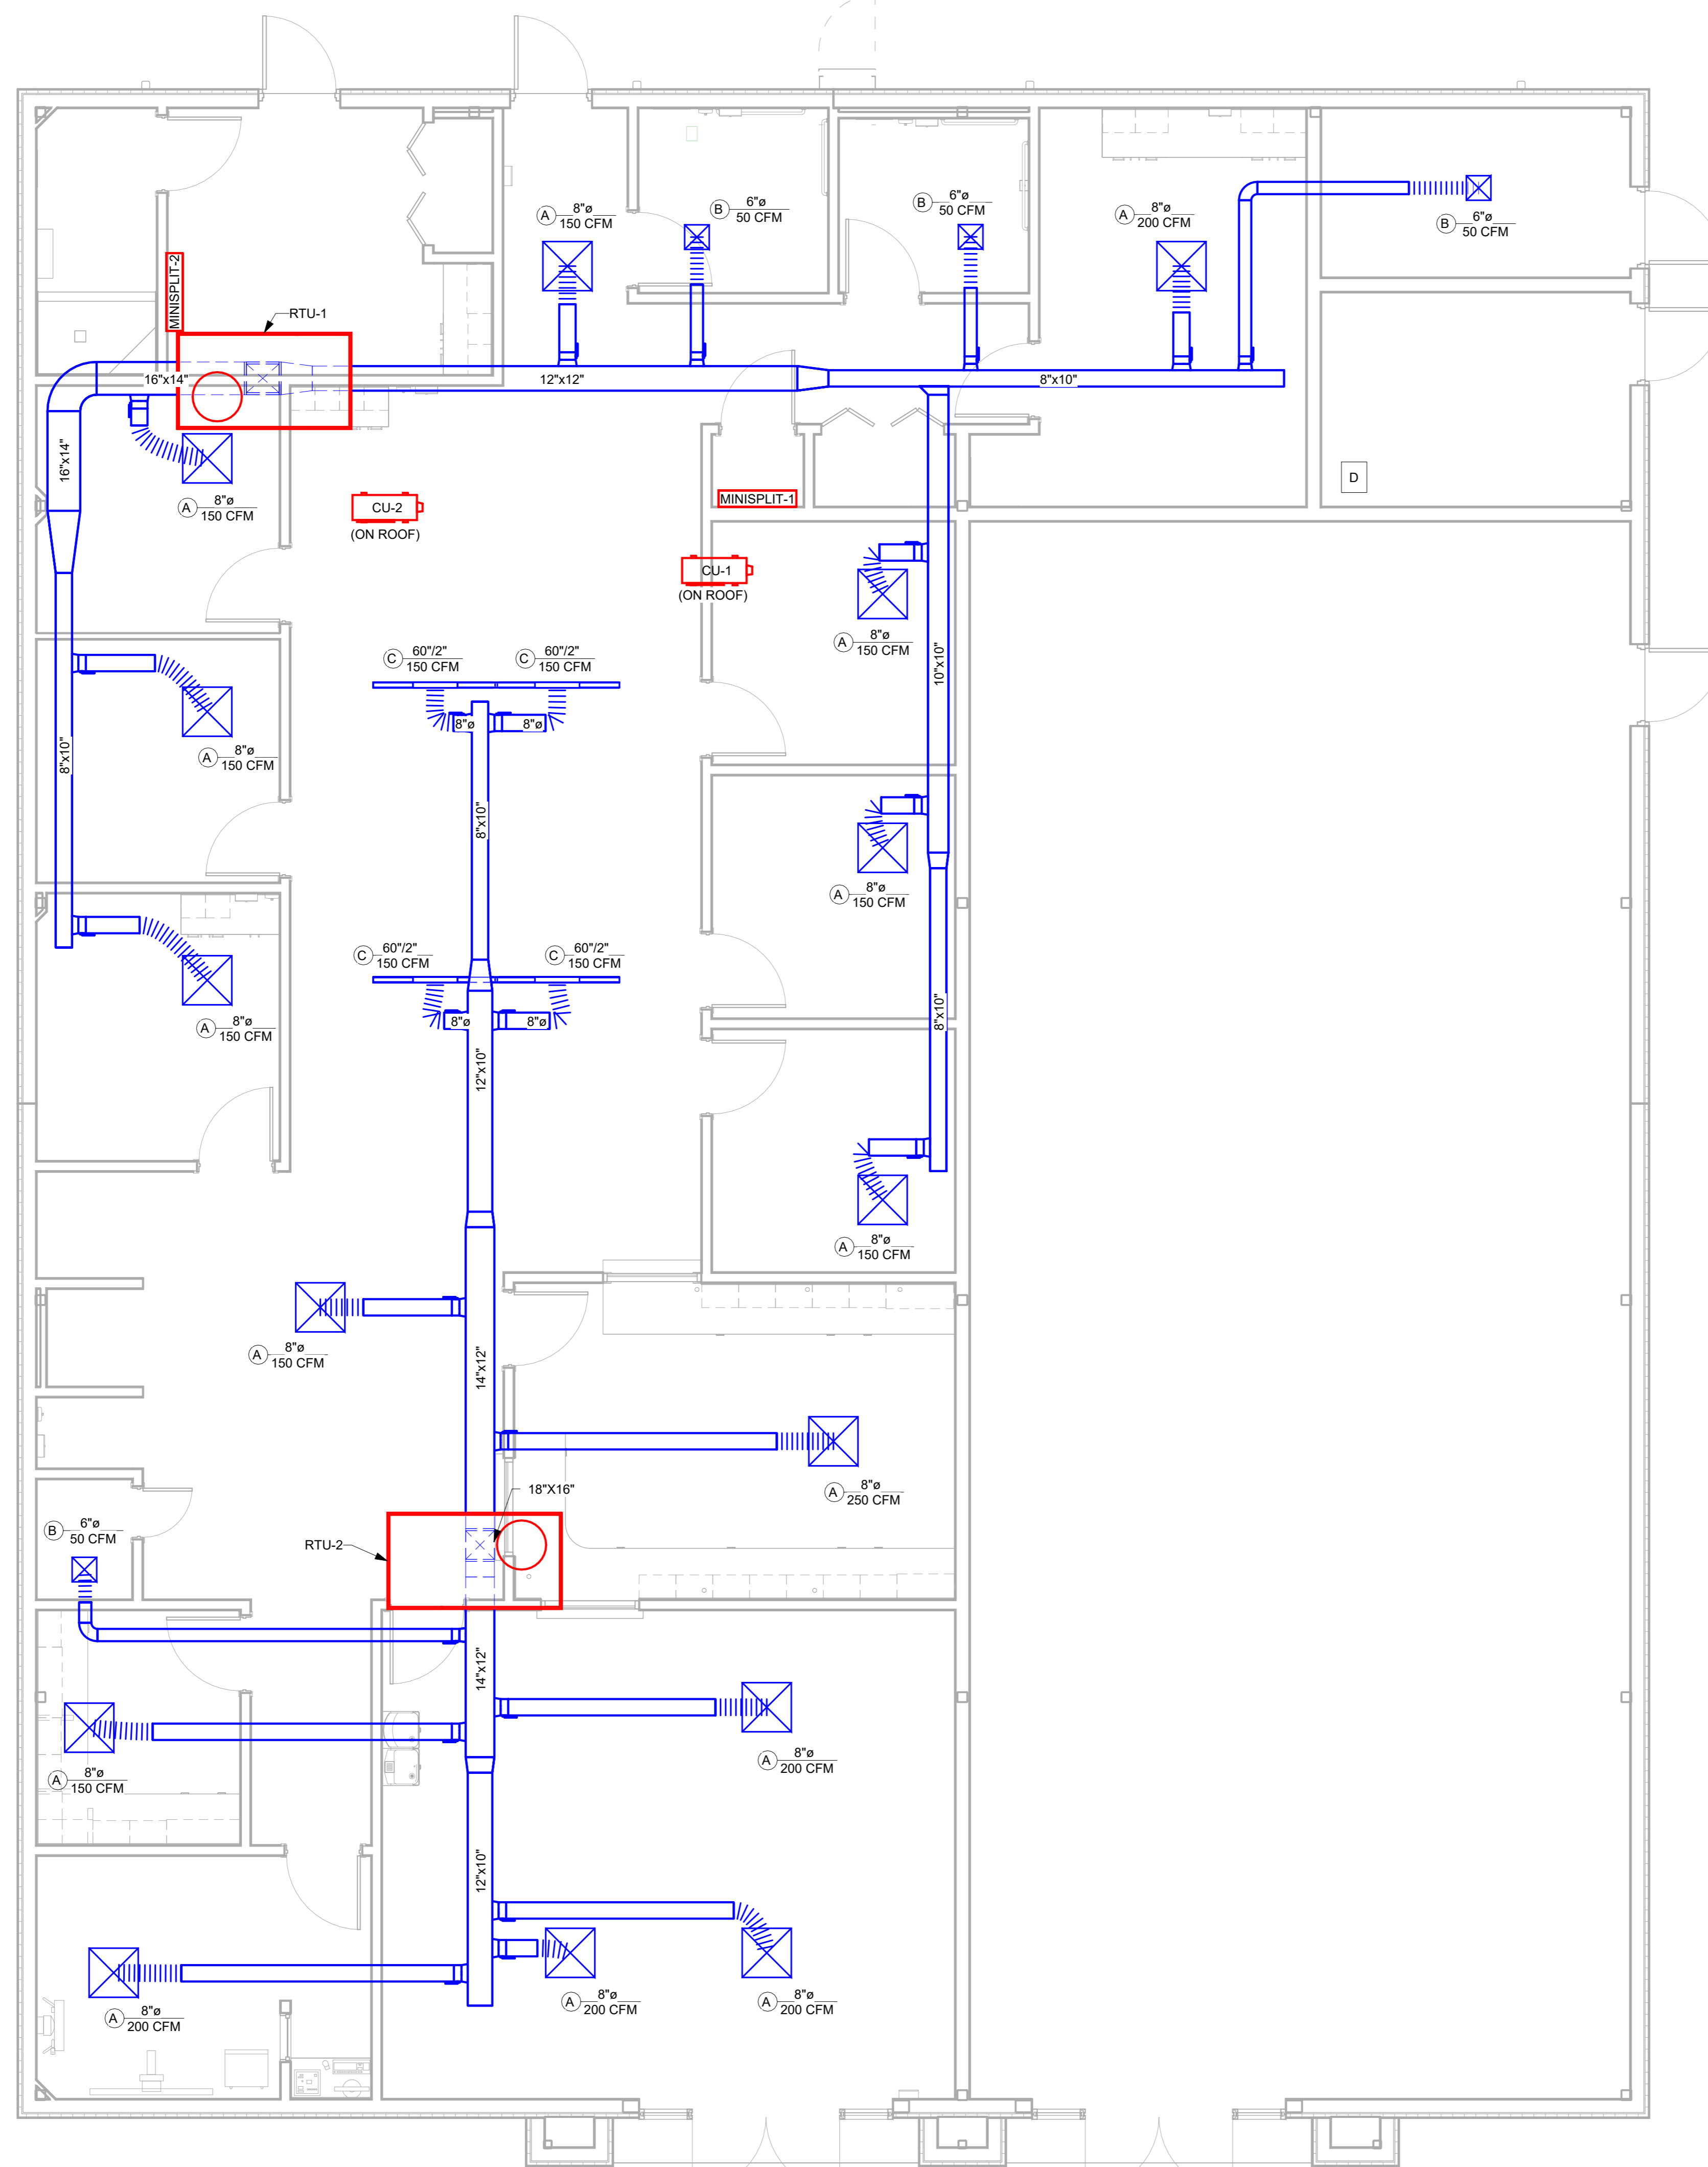 A
8"ø
150 CFM
B
6"ø
50 CFM
B
6"ø
50 CFM
A
8"ø
200 CFM
B
6"ø
50 CFM
MINISPLIT-2
RTU-1
16"x14"
12"x12"
8"x10"
16"x14"
A
8"ø
150 CFM
CU-2
(ON ROOF)
MINISPLIT-1
D
CU-1
(ON ROOF)
A
8"ø
150 CFM
C
60"/2"
150 CFM
C
60"/2"
150 CFM
10"x10"
8"ø
8"ø
A
8"ø
150 CFM
8"x10"
8"x10"
A
8"ø
150 CFM
C
60"/2"
150 CFM
C
60"/2"
150 CFM
8"ø
8"ø
8"x10"
A
8"ø
150 CFM
12"x10"
A
8"ø
150 CFM
A
8"ø
150 CFM
14"x12"
A
8"ø
250 CFM
18"X16"
B
6"ø
50 CFM
RTU-2
14"x12"
A
8"ø
200 CFM
A
8"ø
150 CFM
12"x10"
A
8"ø
200 CFM
A
8"ø
200 CFM
A
8"ø
200 CFM